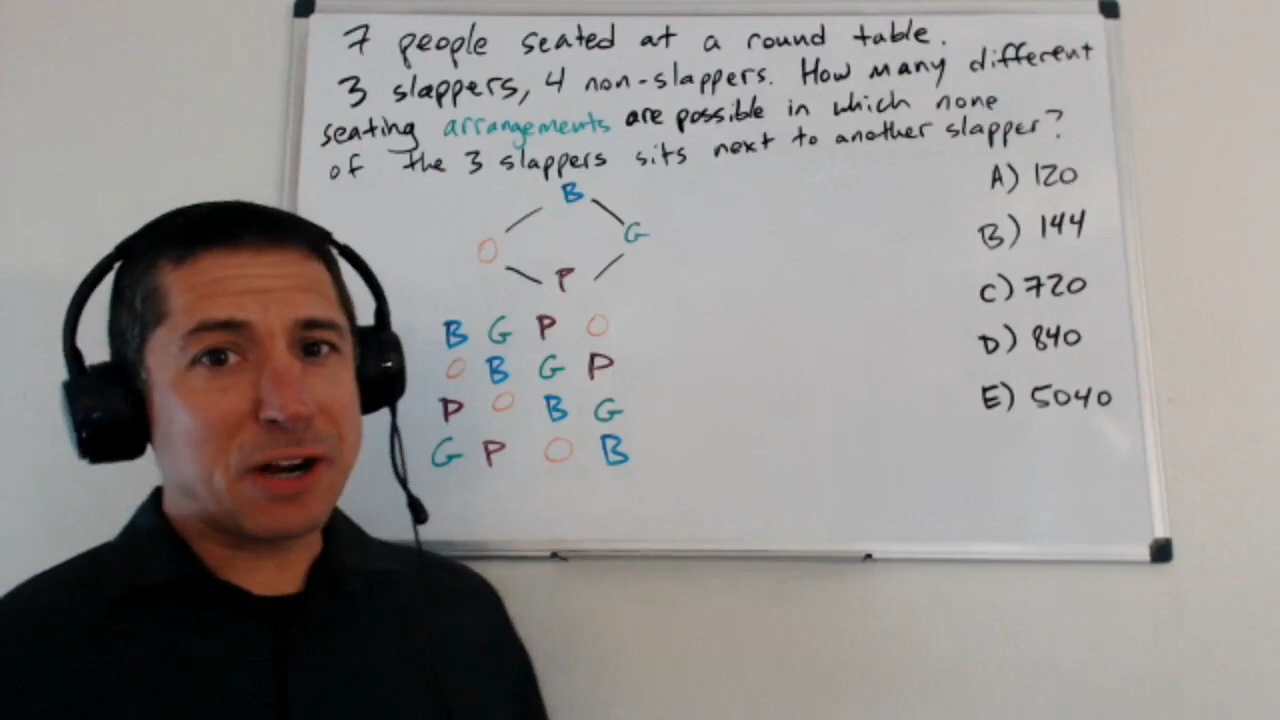 7 people seated at a round table.
3 slappers, 4 non-slappers. How many different
seating arrangements are possible in which none
of the 3 slappers sits next to another slapper?
A) 120
B) 144
C) 720
D) 840
E) 5040
B
O G
P
B G P O
O B G P
P O B G
G P O B